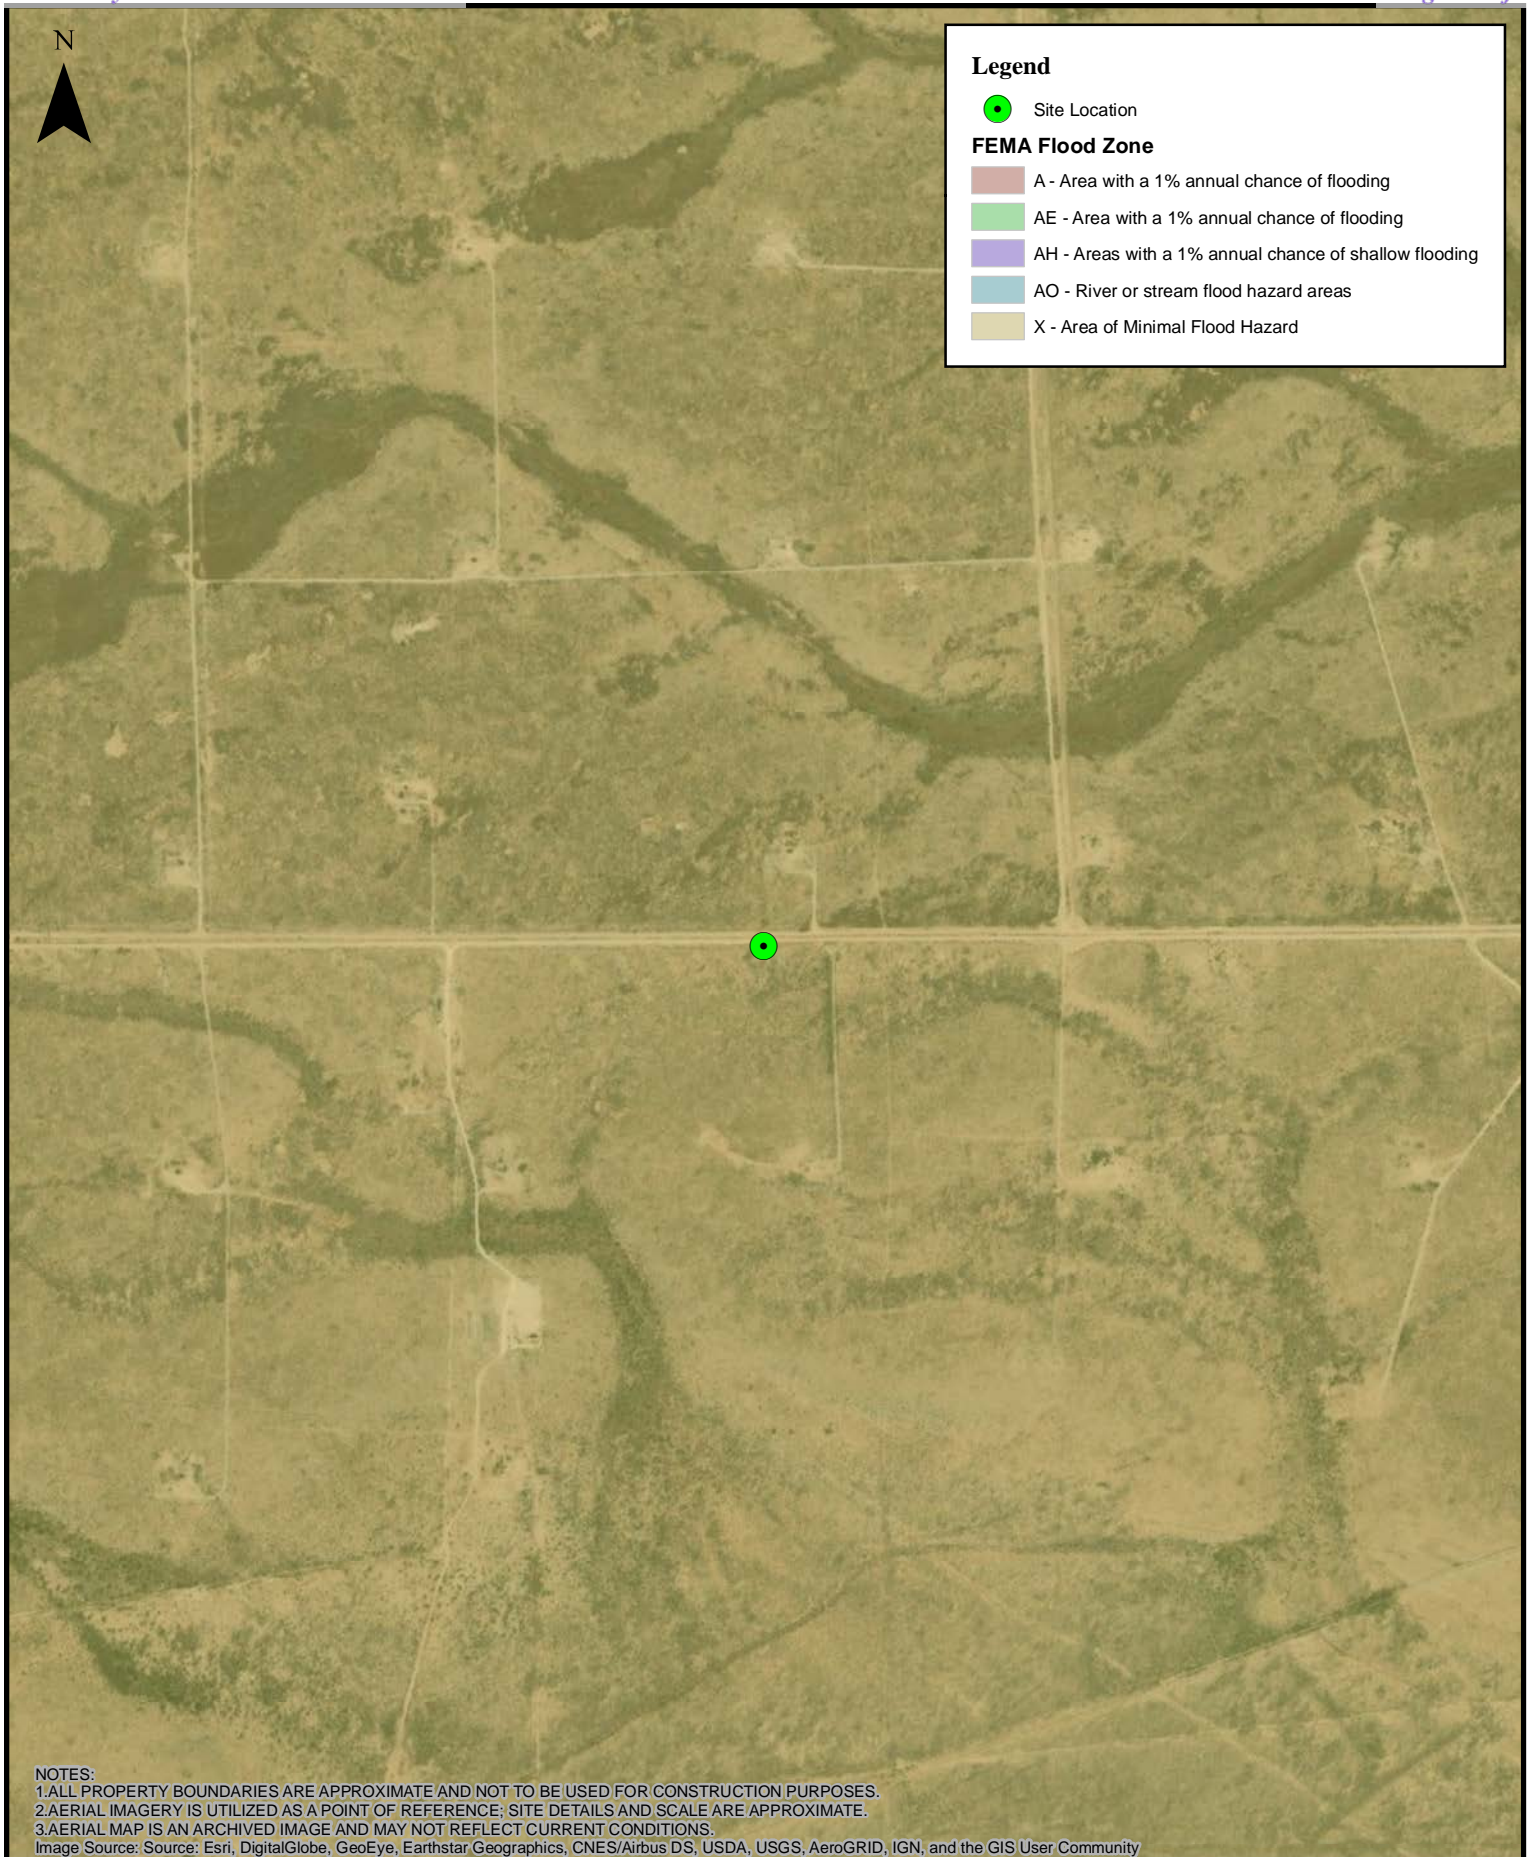 N
Legend
Site Location
FEMA Flood Zone
A - Area with a 1% annual chance of flooding
AE - Area with a 1% annual chance of flooding
AH - Areas with a 1% annual chance of shallow flooding
AO - River or stream flood hazard areas
X - Area of Minimal Flood Hazard
NOTES:
1.ALL PROPERTY BOUNDARIES ARE APPROXIMATE AND NOT TO BE USED FOR CONSTRUCTION PURPOSES.
2.AERIAL IMAGERY IS UTILIZED AS A POINT OF REFERENCE; SITE DETAILS AND SCALE ARE APPROXIMATE.
3.AERIAL MAP IS AN ARCHIVED IMAGE AND MAY NOT REFLECT CURRENT CONDITIONS.
Image Source: Source: Esri, DigitalGlobe, GeoEye, Earthstar Geographics, CNES/Airbus DS, USDA, USGS, AeroGRID, IGN, and the GIS User Community